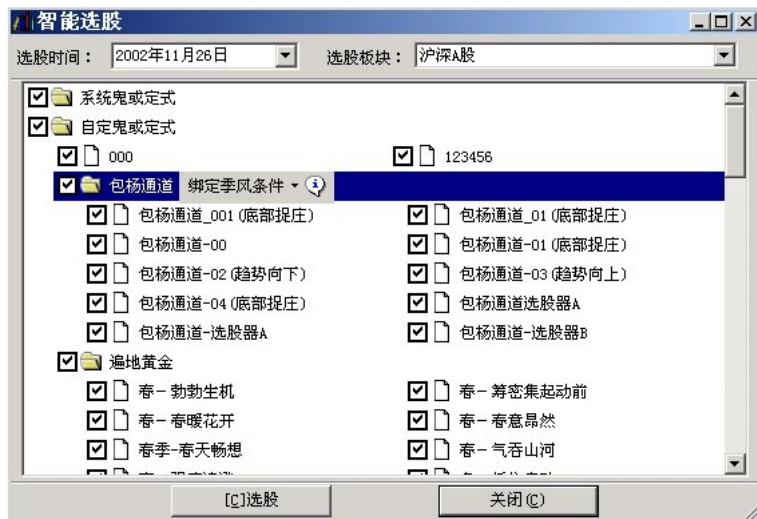 智能选股
选股时间： 2002年11月26日 选股板块： 沪深A股
系统鬼或定式
自定鬼或定式
000 123456
包杨通道 绑定季风条件
包杨通道_001(底部捉庄) 包杨通道_01(底部捉庄)
包杨通道-00 包杨通道-01(底部捉庄)
包杨通道-02(趋势向下) 包杨通道-03(趋势向上)
包杨通道-04(底部捉庄) 包杨通道选股器A
包杨通道-选股器A 包杨通道-选股器B
遍地黄金
春-勃勃生机 春-筹密集起动前
春-春暖花开 春-春意昂然
春季-春天畅想 春-气吞山河
[C]选股 关闭(C)